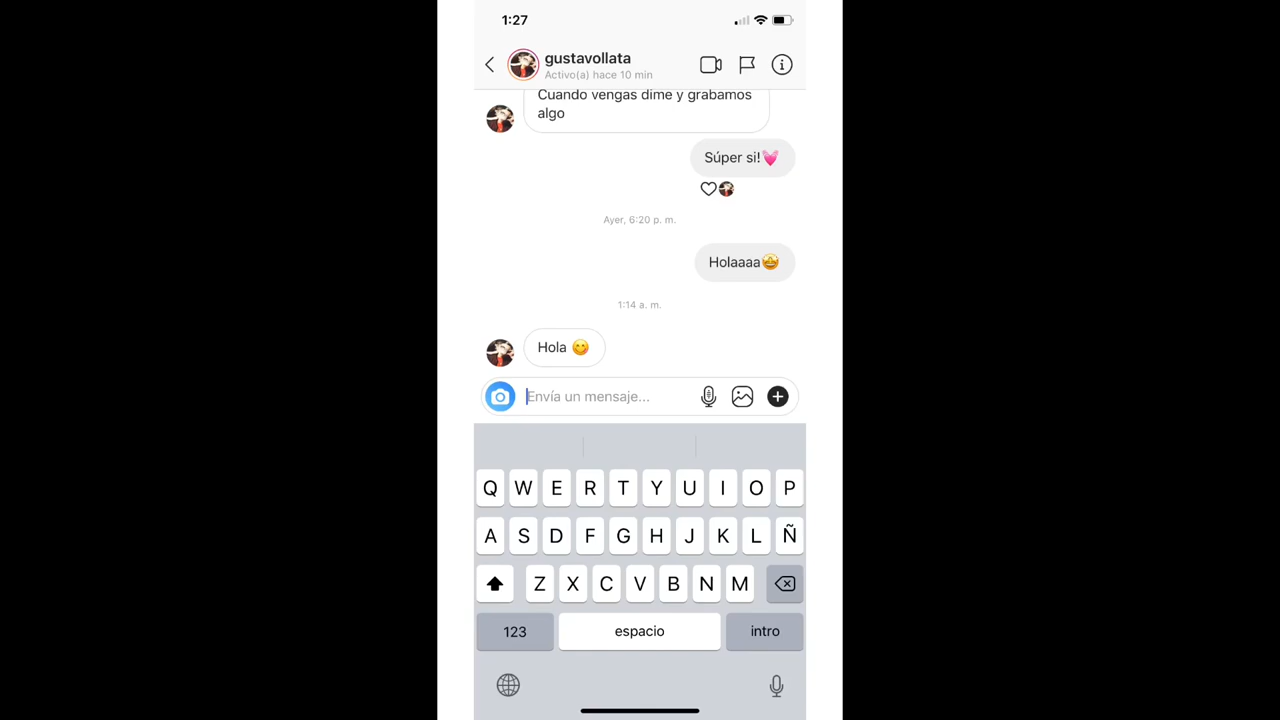 1:27
gustavollata
Activo(a) hace 10 min
Cuando vengas dime y grabamos
algo
Súper si!💓
Ayer, 6:20 p. m.
Holaaaa🤩
1:14 a. m.
Hola 😋
Envía un mensaje...
Q W E R T Y U I O P
A S D F G H J K L Ñ
Z X C V B N M
123 espacio intro